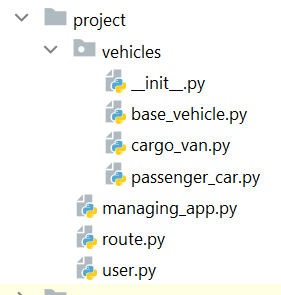 project
vehicles
__init__.py
base_vehicle.py
cargo_van.py
passenger_car.py
managing_app.py
route.py
user.py